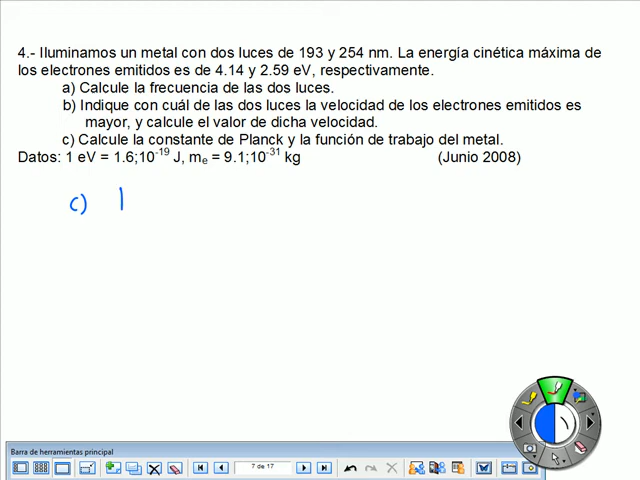 4.- Iluminamos un metal con dos luces de 193 y 254 nm. La energía cinética máxima de
los electrones emitidos es de 4.14 y 2.59 eV, respectivamente.
a) Calcule la frecuencia de las dos luces.
b) Indique con cuál de las dos luces la velocidad de los electrones emitidos es
mayor, y calcule el valor de dicha velocidad.
c) Calcule la constante de Planck y la función de trabajo del metal.
Datos: 1 eV = 1.6;10⁻¹⁹ J, mₑ = 9.1;10⁻³¹ kg (Junio 2008)
c) |
Barra de herramientas principal
7 de 17